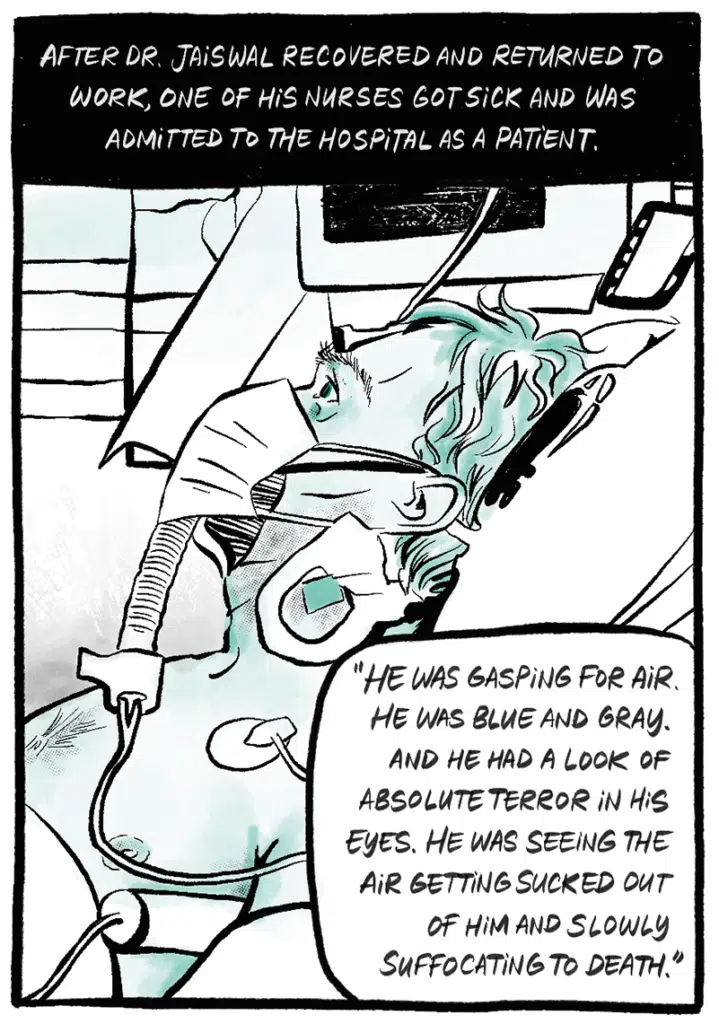 AFTER DR. JAISWAL RECOVERED AND RETURNED TO
WORK, ONE OF HIS NURSES GOT SICK AND WAS
ADMITTED TO THE HOSPITAL AS A PATIENT.
"HE WAS GASPING FOR AIR.
HE WAS BLUE AND GRAY.
AND HE HAD A LOOK OF
ABSOLUTE TERROR IN HIS
EYES. HE WAS SEEING THE
AIR GETTING SUCKED OUT
OF HIM AND SLOWLY
SUFFOCATING TO DEATH."